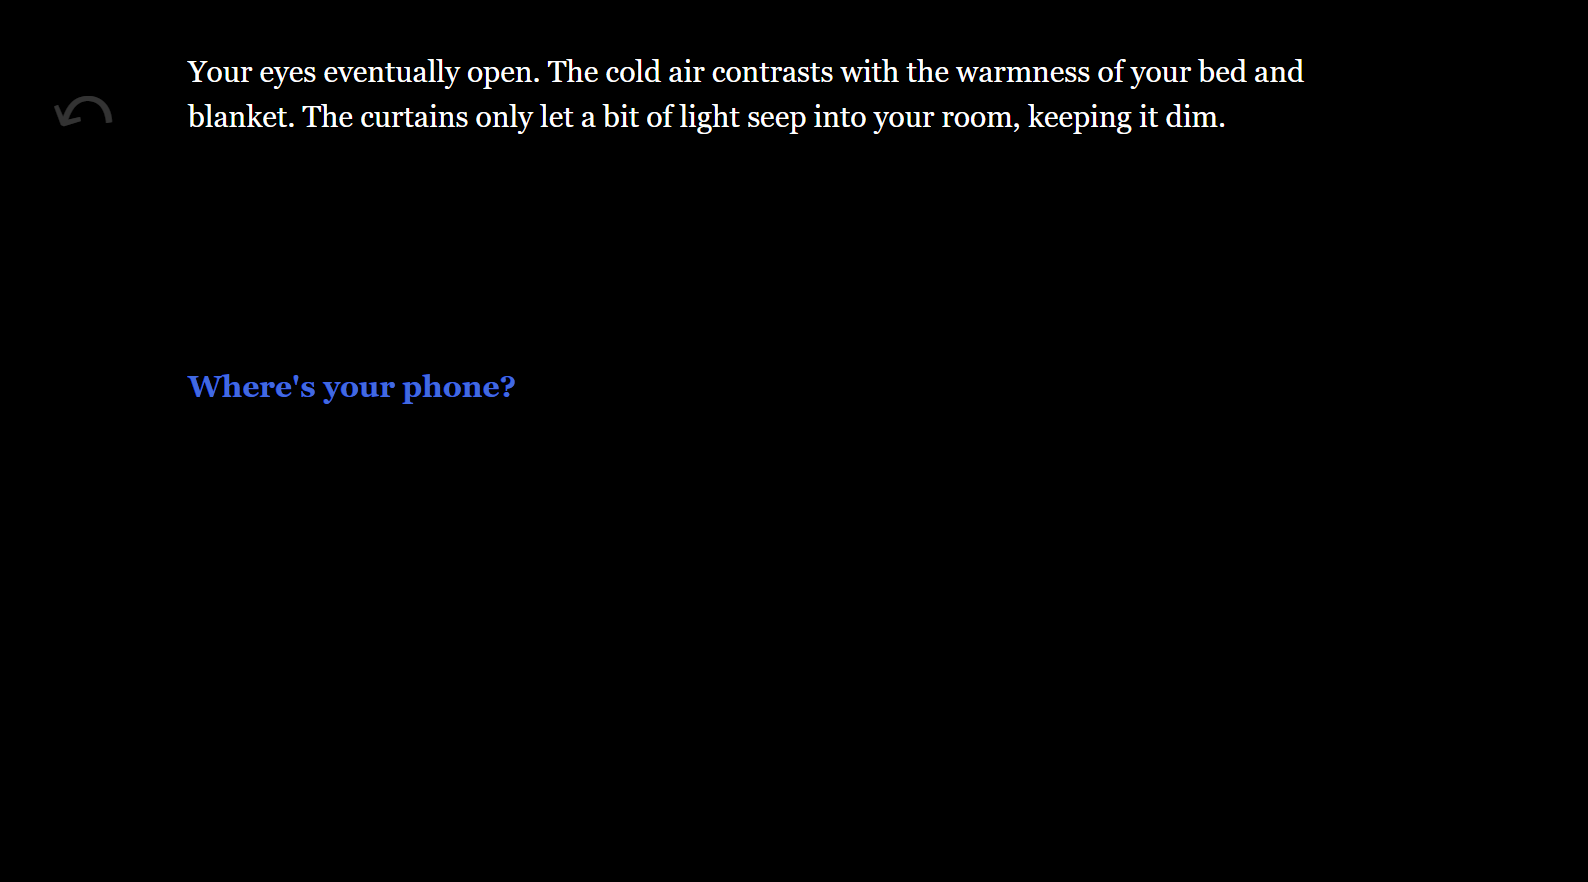 Your eyes eventually open. The cold air contrasts with the warmness of your bed and
blanket. The curtains only let a bit of light seep into your room, keeping it dim.
Where's your phone?